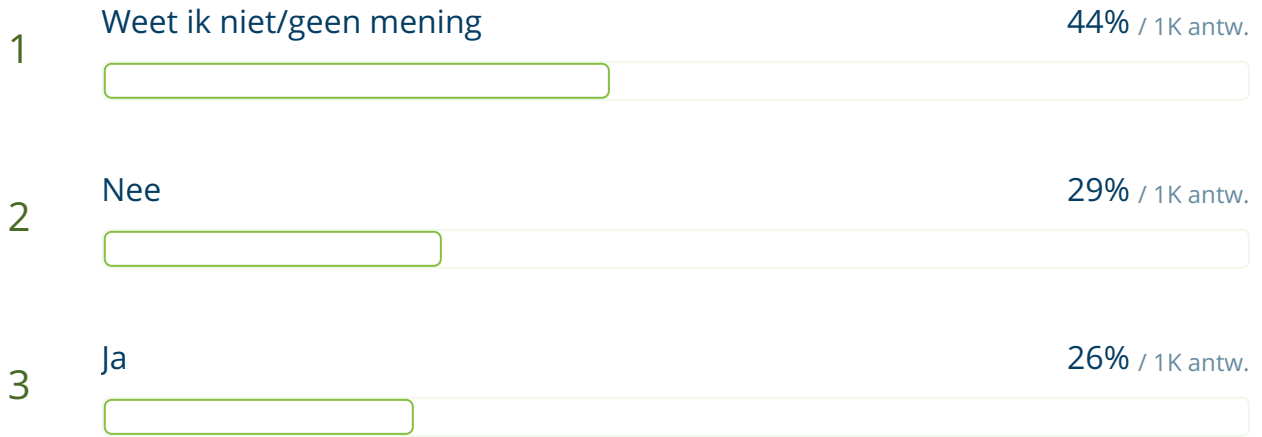 1
Weet ik niet/geen mening 44% / 1K antw.
2
Nee 29% / 1K antw.
3
Ja 26% / 1K antw.